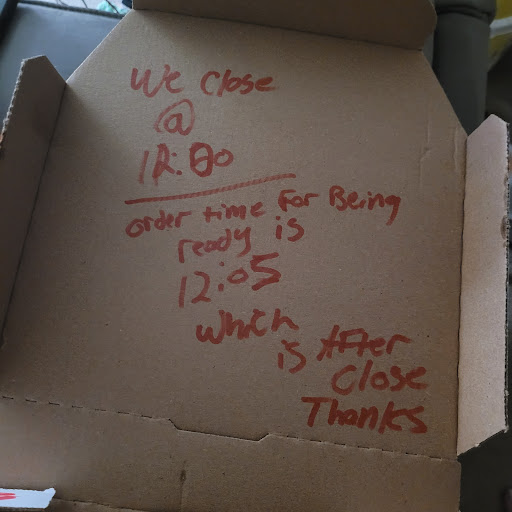 We Close
@
12:00
order time For Being
ready is
12:05
which
is AFter
Close
Thanks